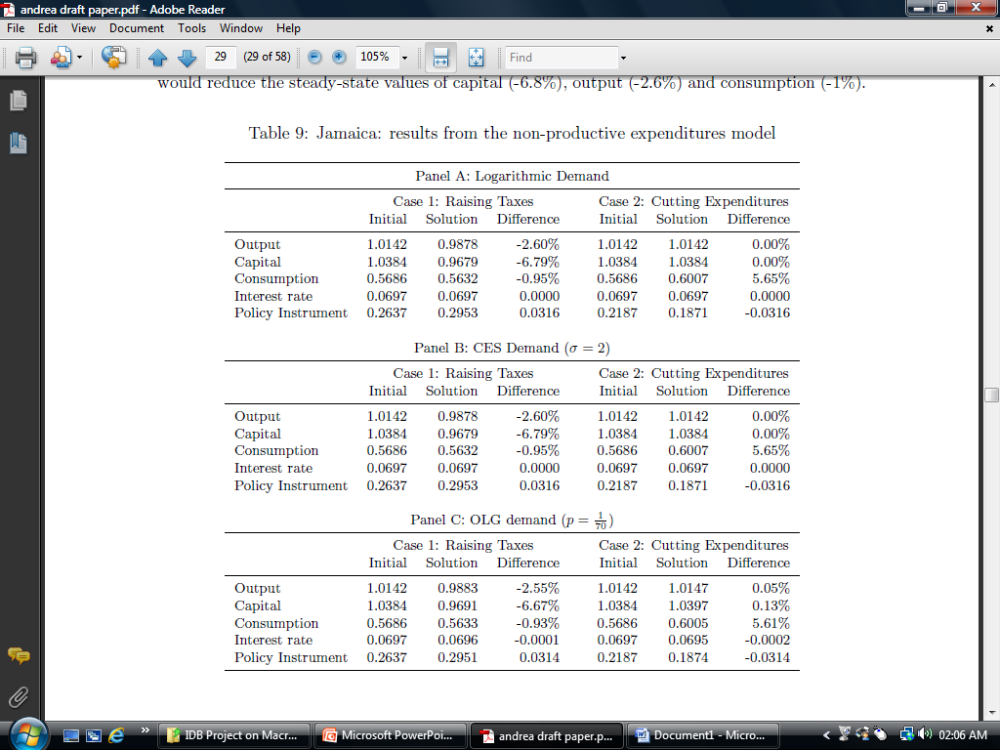 andrea draft paper.pdf - Adobe Reader
File Edit View Document Tools Window Help
29 (29 of 58) 105% Find
would reduce the steady-state values of capital (-6.8%), output (-2.6%) and consumption (-1%).
Table 9: Jamaica: results from the non-productive expenditures model
Panel A: Logarithmic Demand
Case 1: Raising Taxes Case 2: Cutting Expenditures
Initial Solution Difference Initial Solution Difference
Output 1.0142 0.9878 -2.60% 1.0142 1.0142 0.00%
Capital 1.0384 0.9679 -6.79% 1.0384 1.0384 0.00%
Consumption 0.5686 0.5632 -0.95% 0.5686 0.6007 5.65%
Interest rate 0.0697 0.0697 0.0000 0.0697 0.0697 0.0000
Policy Instrument 0.2637 0.2953 0.0316 0.2187 0.1871 -0.0316
Panel B: CES Demand (σ = 2)
Case 1: Raising Taxes Case 2: Cutting Expenditures
Initial Solution Difference Initial Solution Difference
Output 1.0142 0.9878 -2.60% 1.0142 1.0142 0.00%
Capital 1.0384 0.9679 -6.79% 1.0384 1.0384 0.00%
Consumption 0.5686 0.5632 -0.95% 0.5686 0.6007 5.65%
Interest rate 0.0697 0.0697 0.0000 0.0697 0.0697 0.0000
Policy Instrument 0.2637 0.2953 0.0316 0.2187 0.1871 -0.0316
Panel C: OLG demand (p = 1/70)
Case 1: Raising Taxes Case 2: Cutting Expenditures
Initial Solution Difference Initial Solution Difference
Output 1.0142 0.9883 -2.55% 1.0142 1.0147 0.05%
Capital 1.0384 0.9691 -6.67% 1.0384 1.0397 0.13%
Consumption 0.5686 0.5633 -0.93% 0.5686 0.6005 5.61%
Interest rate 0.0697 0.0696 -0.0001 0.0697 0.0695 -0.0002
Policy Instrument 0.2637 0.2951 0.0314 0.2187 0.1874 -0.0314
IDB Project on Macr... Microsoft PowerPoi... andrea draft paper.p... Document1 - Micro... 02:06 AM